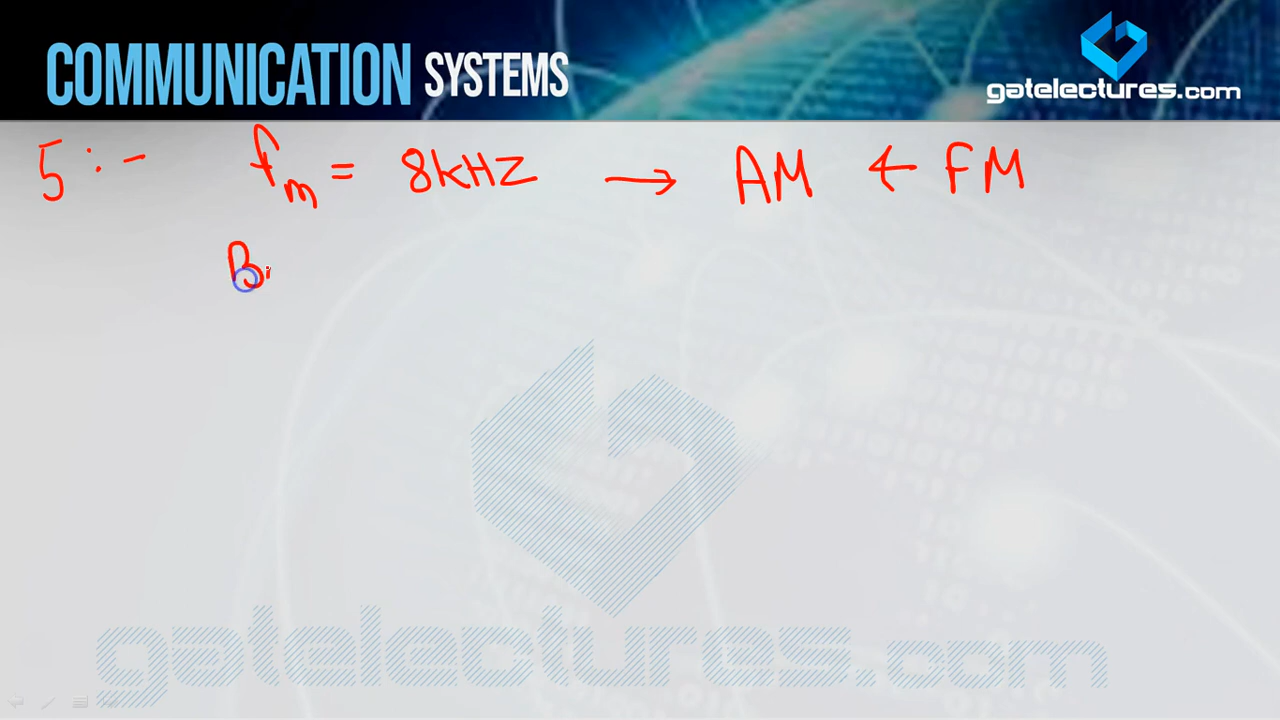 COMMUNICATION SYSTEMS
gatelectures.com
5 :- fm = 8kHZ → AM ← FM
B
gatelectures.com